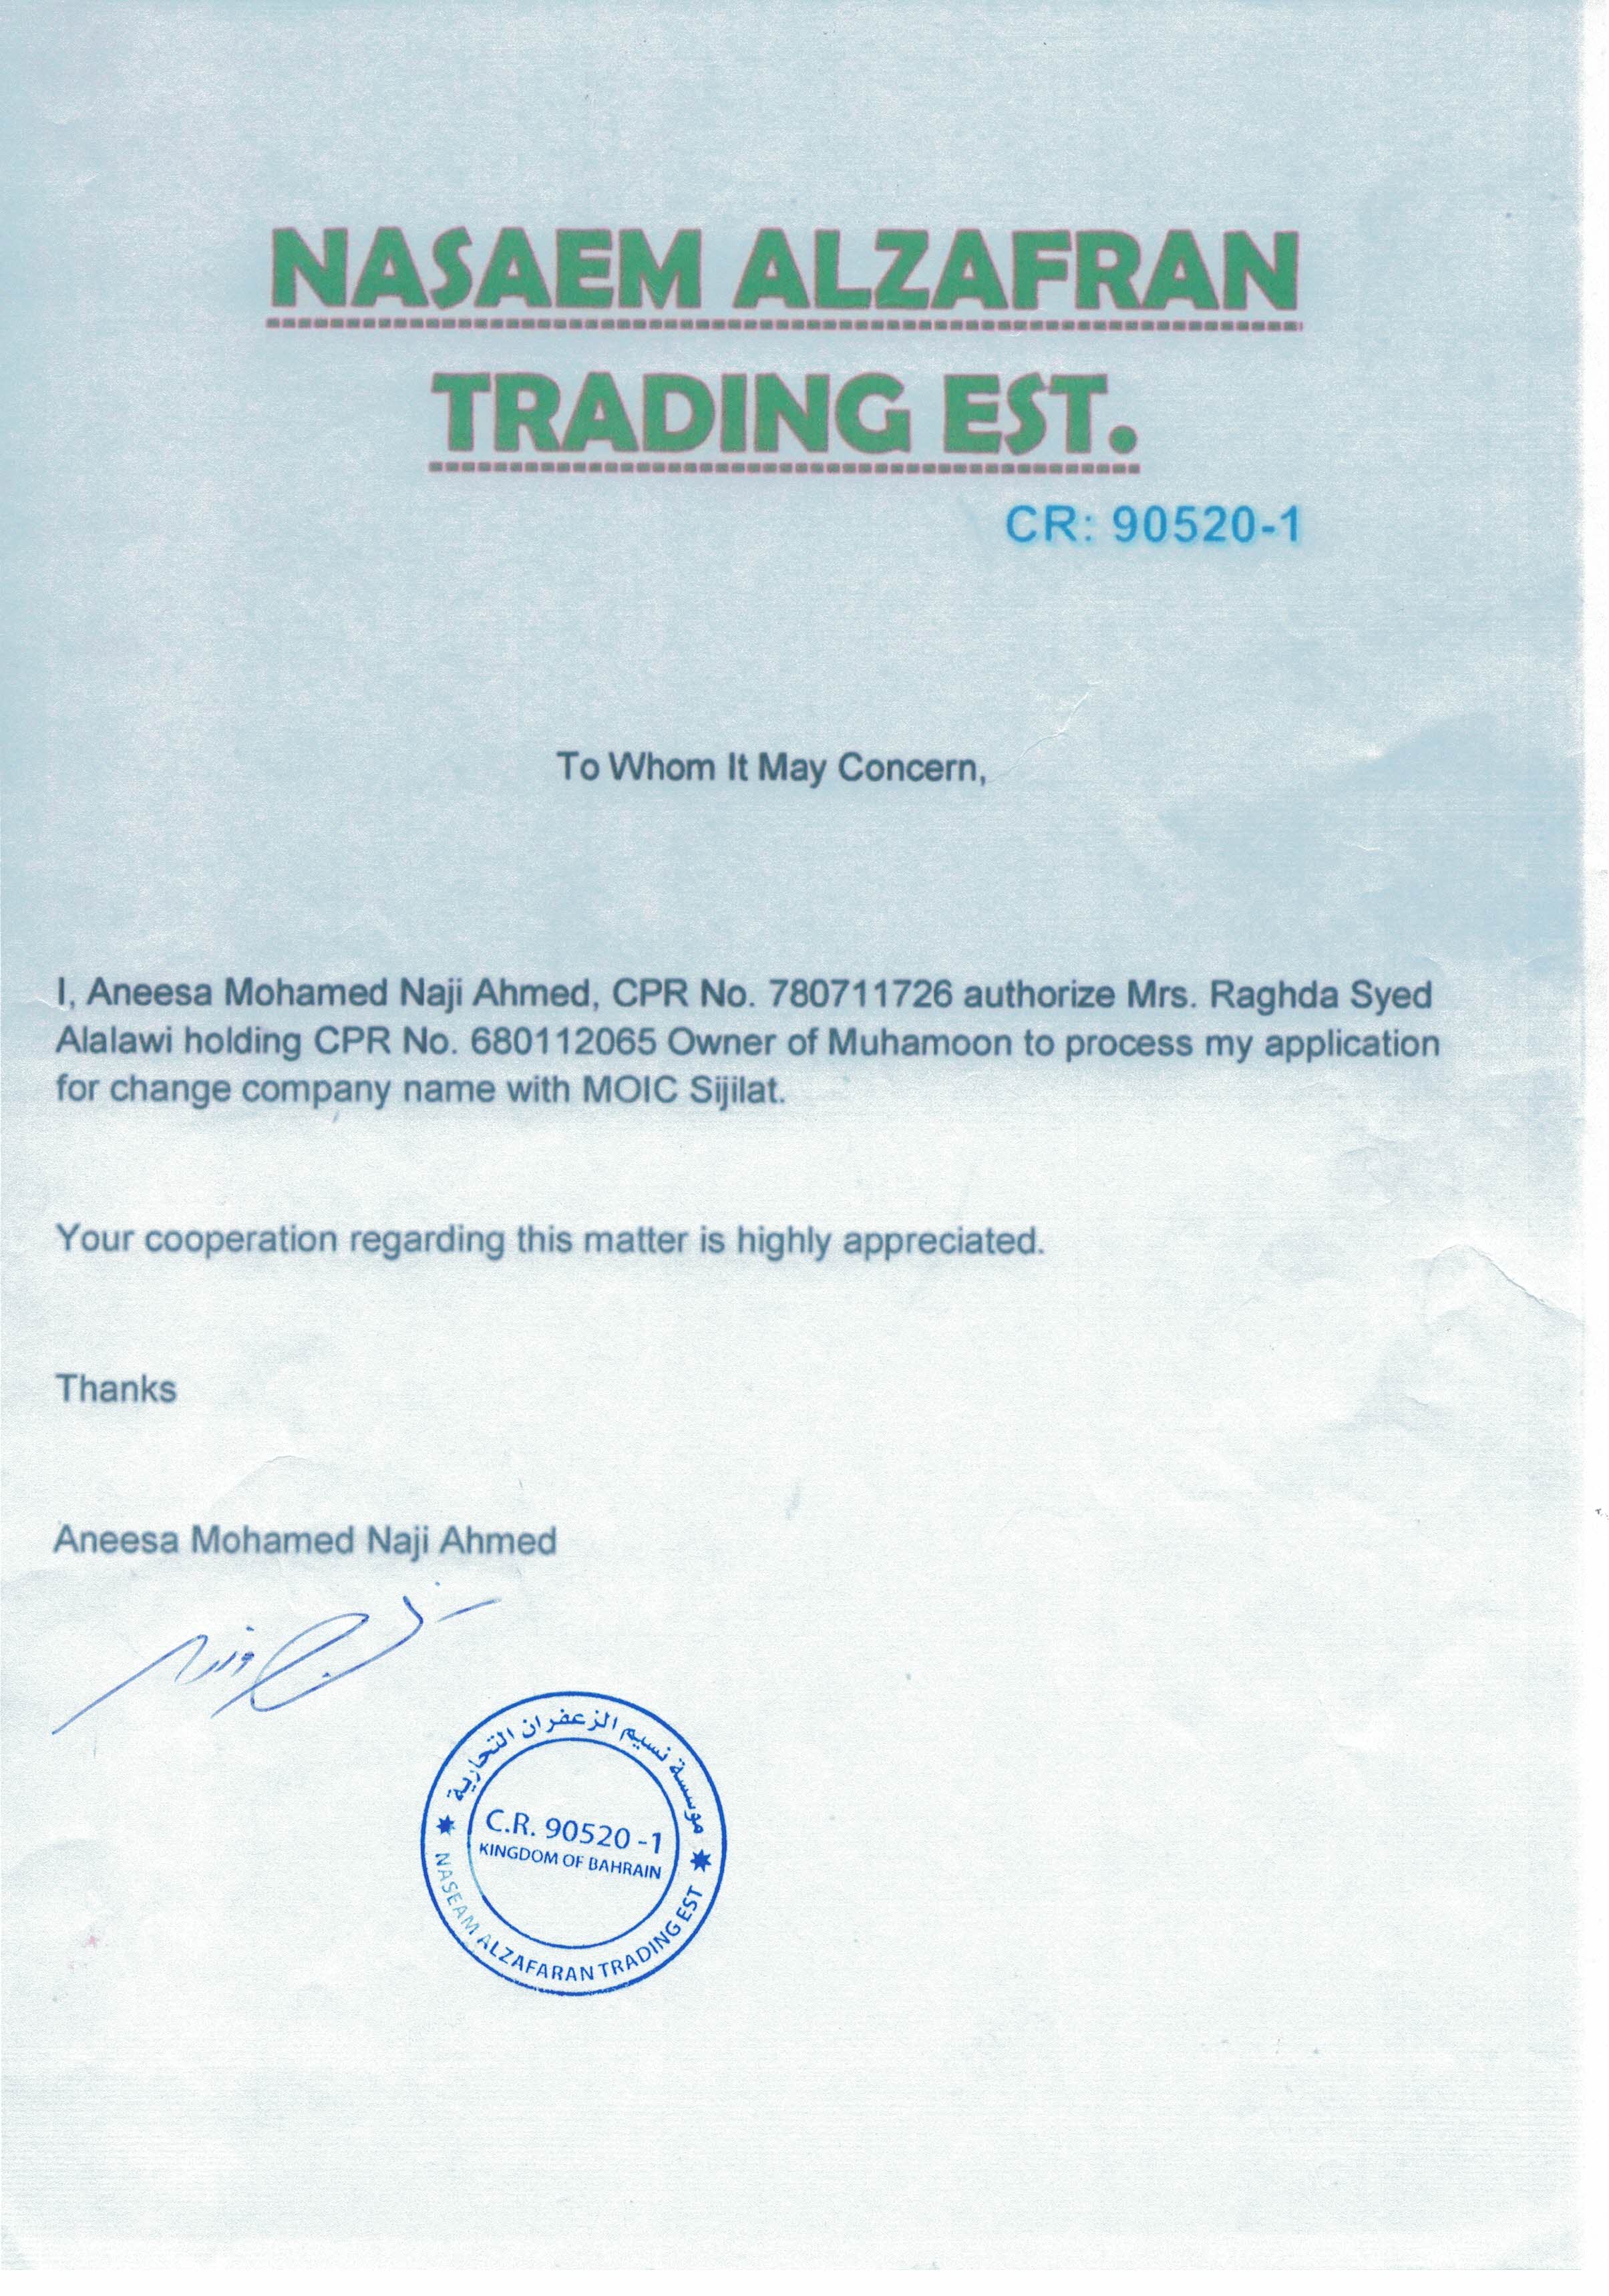 NASAEM ALZAFRAN
TRADING EST.
CR: 90520-1
To Whom It May Concern,
I, Aneesa Mohamed Naji Ahmed, CPR No. 780711726 authorize Mrs. Raghda Syed
Alalawi holding CPR No. 680112065 Owner of Muhamoon to process my application
for change company name with MOIC Sijilat.
Your cooperation regarding this matter is highly appreciated.
Thanks
Aneesa Mohamed Naji Ahmed
موسسة نسيم الزعفران التجارية
C.R. 90520 -1
KINGDOM OF BAHRAIN
NASEAM ALZAFARAN TRADING EST